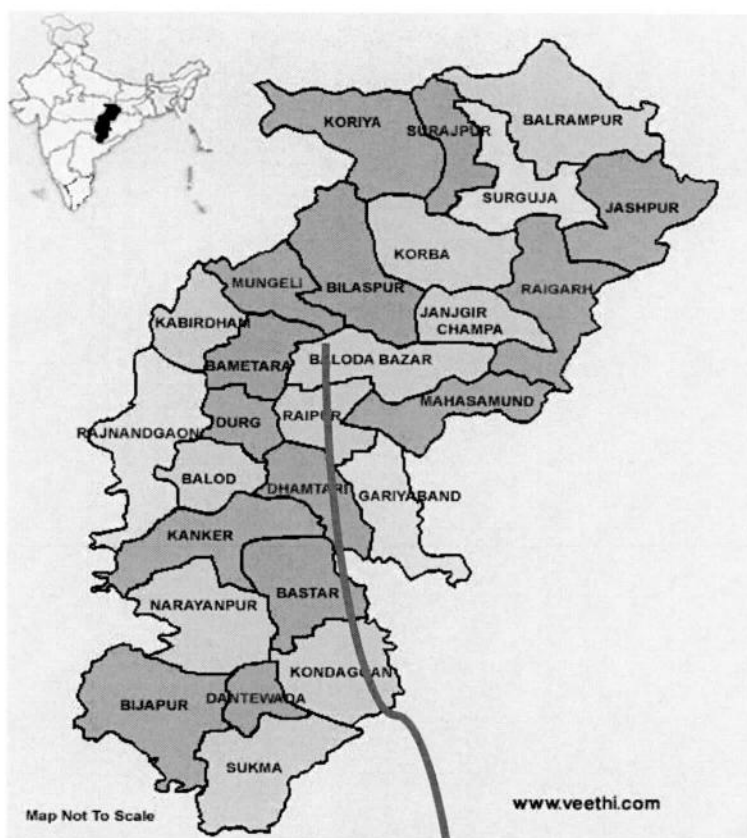 KORIYA
SURAJPUR
BALRAMPUR
SURGUJA
JASHPUR
KORBA
MUNGELI
BILASPUR
RAIGARH
JANJGIR
CHAMPA
KABIRDHAM
BAMETARA
BALODA BAZAR
MAHASAMUND
RAJNANDGAON
DURG
RAIPUR
BALOD
DHAMTARI
GARIYABAND
KANKER
BASTAR
NARAYANPUR
KONDAGOAN
DANTEWADA
BIJAPUR
SUKMA
Map Not To Scale
www.veethi.com